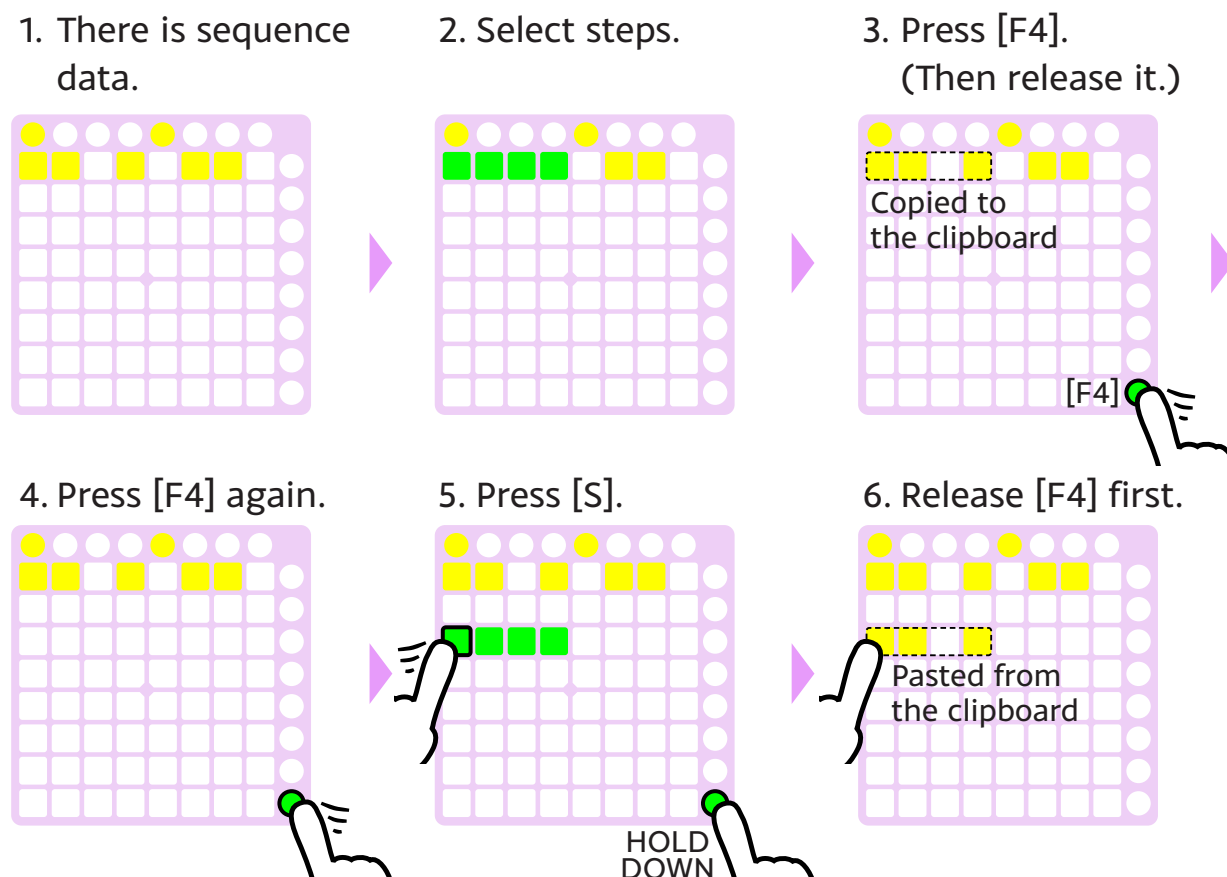 1. There is sequence
data.
2. Select steps.
3. Press [F4].
(Then release it.)
Copied to
the clipboard
[F4]
4. Press [F4] again.
5. Press [S].
HOLD
DOWN
6. Release [F4] first.
Pasted from
the clipboard